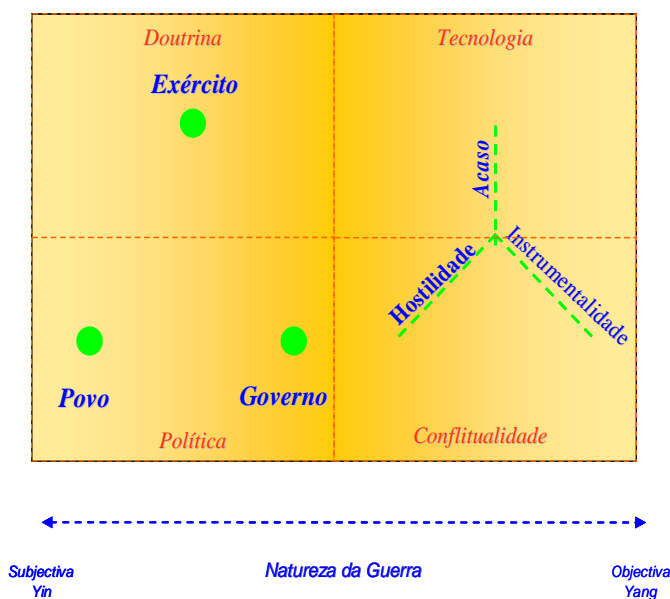 Doutrina
Tecnologia
Exército
Acaso
Hostilidade
Instrumentalidade
Povo
Governo
Política
Conflitualidade
Subjectiva
Yin
Natureza da Guerra
Objectiva
Yang